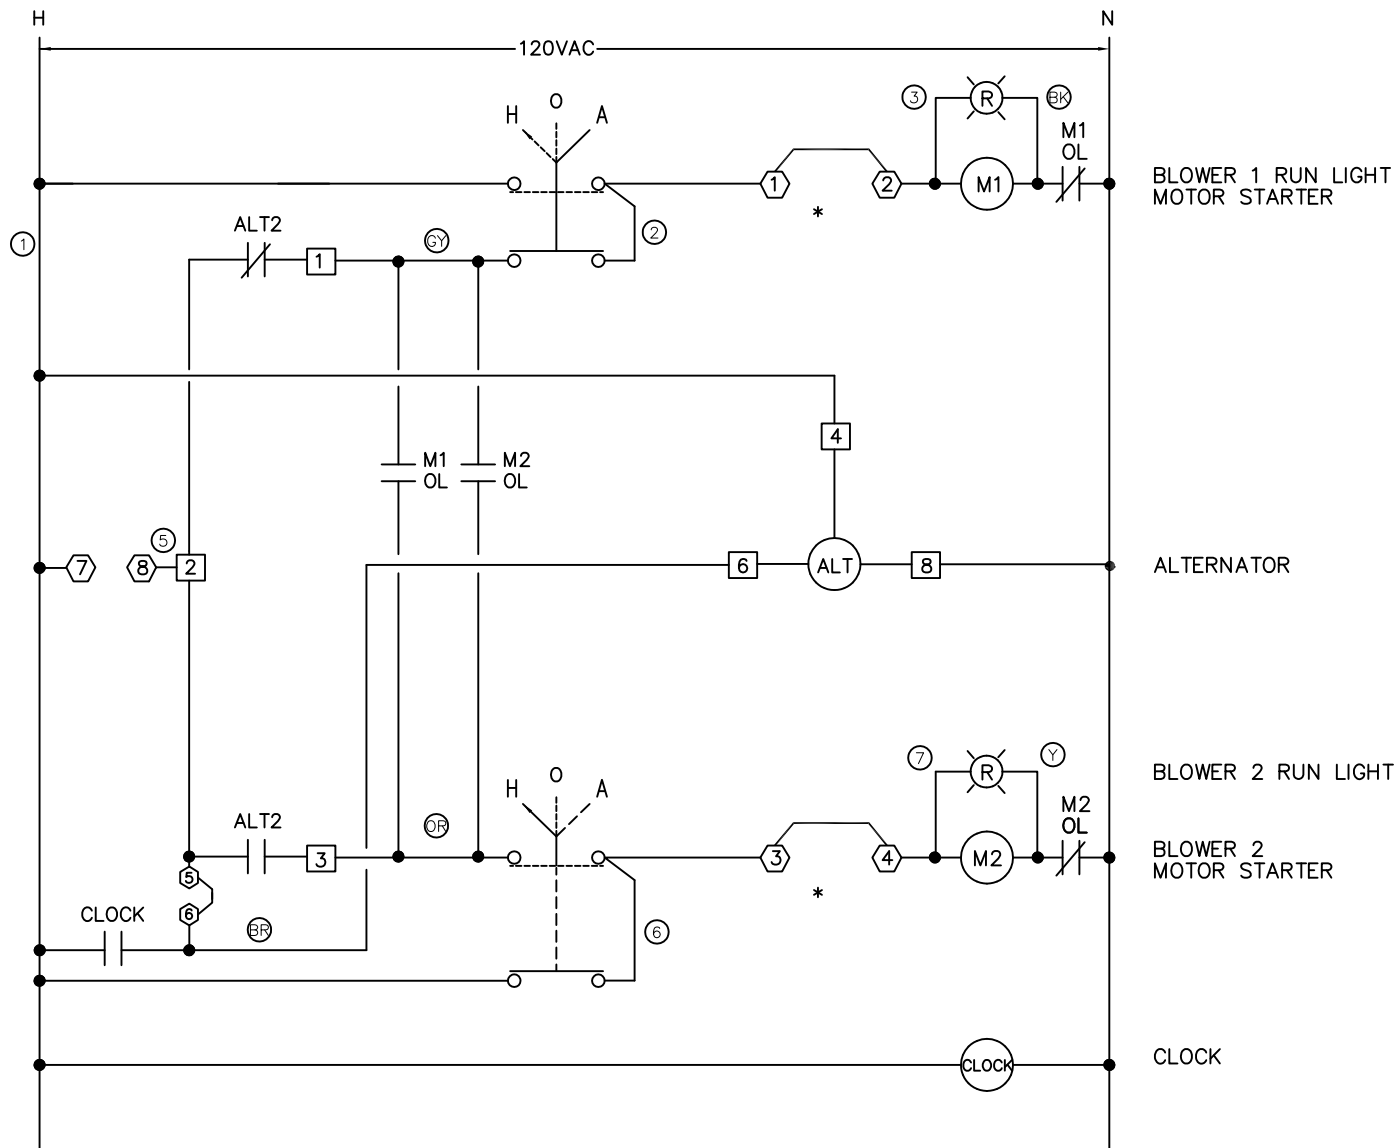 H
N
120VAC
O
H
A
3
R
BK
M1
OL
1
2
M1
*
BLOWER 1 RUN LIGHT
MOTOR STARTER
1
ALT2
1
GY
2
4
M1
OL
M2
OL
5
7
8
2
6
ALT
8
ALTERNATOR
O
H
A
7
R
Y
BLOWER 2 RUN LIGHT
M2
OL
ALT2
3
OR
3
4
M2
*
BLOWER 2
MOTOR STARTER
5
6
CLOCK
BR
6
CLOCK
CLOCK